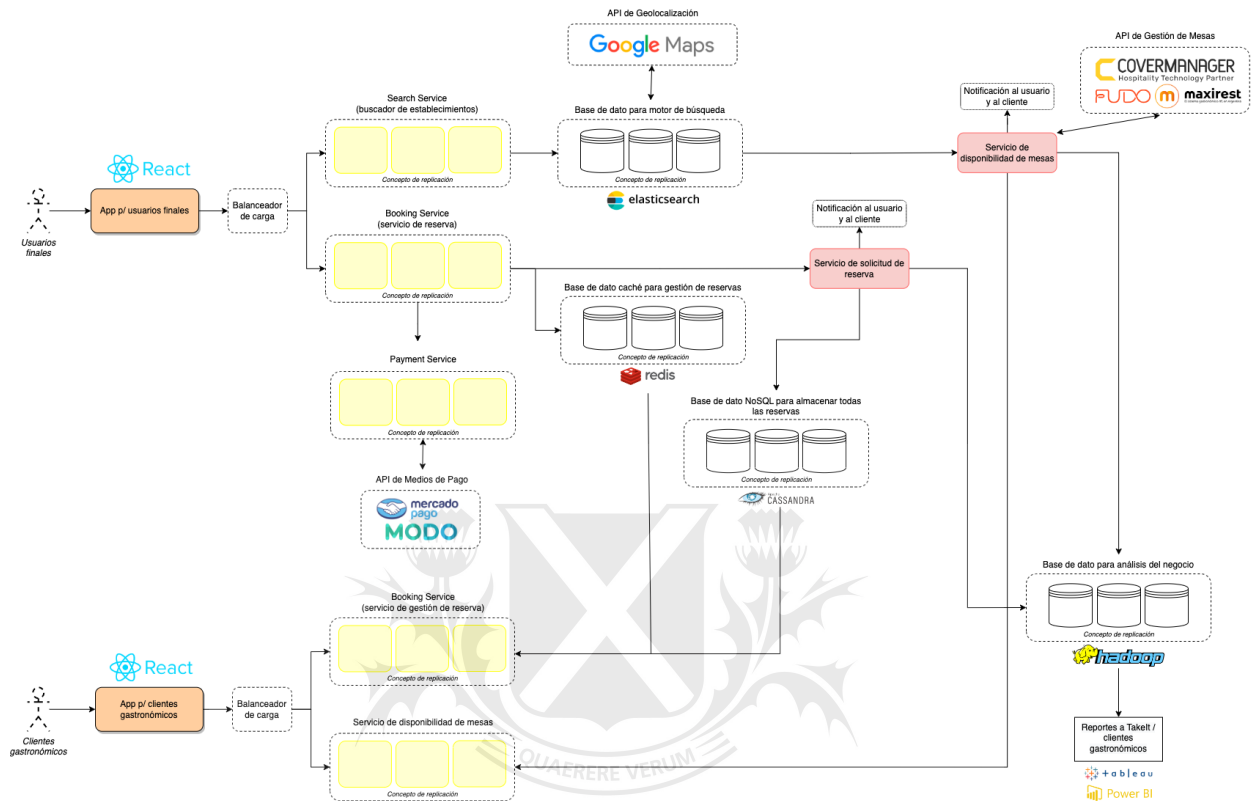 API de Geolocalización
Google Maps
API de Gestión de Mesas
COVERMANAGER
Hospitality Technology Partner
FUDO m maxirest
Notificación al usuario
y al cliente
Search Service
(buscador de establecimientos)
Concepto de replicación
Base de dato para motor de búsqueda
Concepto de replicación
elasticsearch
Servicio de
disponibilidad de mesas
React
App p/ usuarios finales
Balanceador
de carga
Usuarios
finales
Booking Service
(servicio de reserva)
Concepto de replicación
Notificación al usuario
y al cliente
Servicio de solicitud de
reserva
Base de dato caché para gestión de reservas
Concepto de replicación
redis
Payment Service
Concepto de replicación
Base de dato NoSQL para almacenar todas
las reservas
Concepto de replicación
CASSANDRA
API de Medios de Pago
mercado
pago
MODO
Base de dato para análisis del negocio
Concepto de replicación
hadoop
Booking Service
(servicio de gestión de reserva)
Concepto de replicación
React
App p/ clientes
gastronómicos
Balanceador
de carga
Clientes
gastronómicos
Servicio de disponibilidad de mesas
Concepto de replicación
QUAERERE VERUM
Reportes a TakeIt /
clientes
gastronómicos
+ableau
Power BI